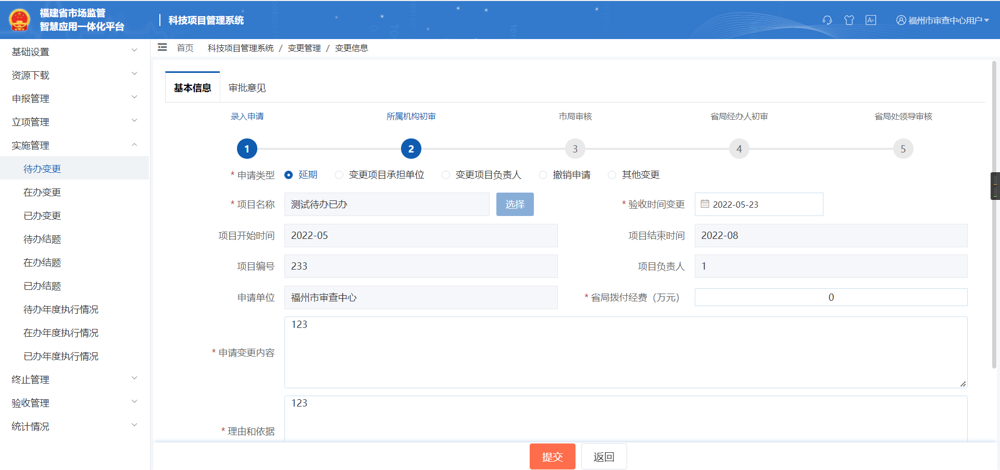 福建省市场监管
智慧应用一体化平台
科技项目管理系统
A+
福州市审查中心用户
基础设置
资源下载
申报管理
立项管理
实施管理
待办变更
在办变更
已办变更
待办结题
在办结题
已办结题
待办年度执行情况
在办年度执行情况
已办年度执行情况
终止管理
验收管理
统计情况
首页 科技项目管理系统 / 变更管理 / 变更信息
基本信息 审批意见
录入申请 所属机构初审 市局审核 省局经办人初审 省局处领导审核
1 2 3 4 5
* 申请类型 延期 变更项目承担单位 变更项目负责人 撤销申请 其他变更
* 项目名称 测试待办已办 选择 * 验收时间变更 2022-05-23
项目开始时间 2022-05 项目结束时间 2022-08
项目编号 233 项目负责人 1
申请单位 福州市审查中心 * 省局拨付经费（万元） 0
* 申请变更内容 123
* 理由和依据 123
提交 返回